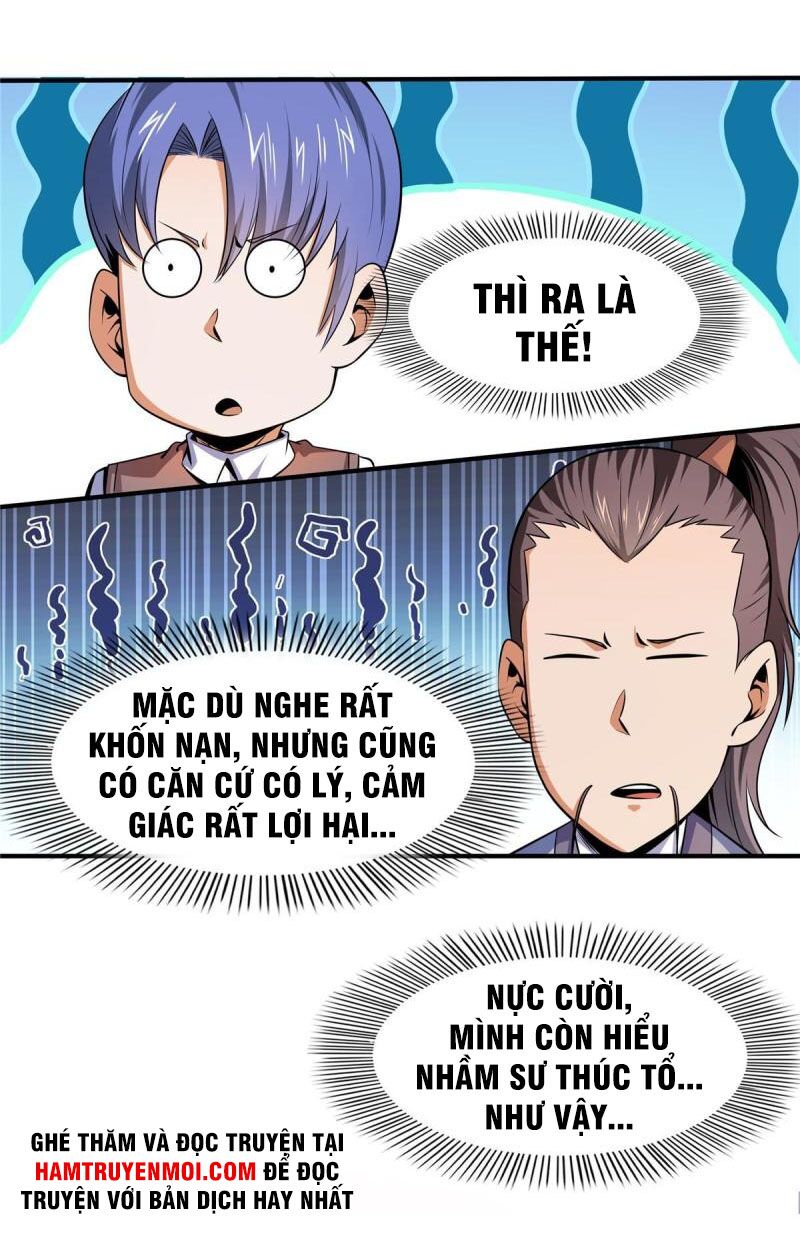 THÌ RA LÀ
THẾ!
MẶC DÙ NGHE RẤT
KHỐN NẠN, NHƯNG CŨNG
CÓ CĂN CỨ CÓ LÝ, CẢM
GIÁC RẤT LỢI HẠI...
NỰC CƯỜI,
MÌNH CÒN HIỂU
NHẦM SƯ THÚC TỔ...
NHƯ VẬY...
GHÉ THĂM VÀ ĐỌC TRUYỆN TẠI
HAMTRUYENMOI.COM ĐỂ ĐỌC
TRUYỆN VỚI BẢN DỊCH HAY NHẤT